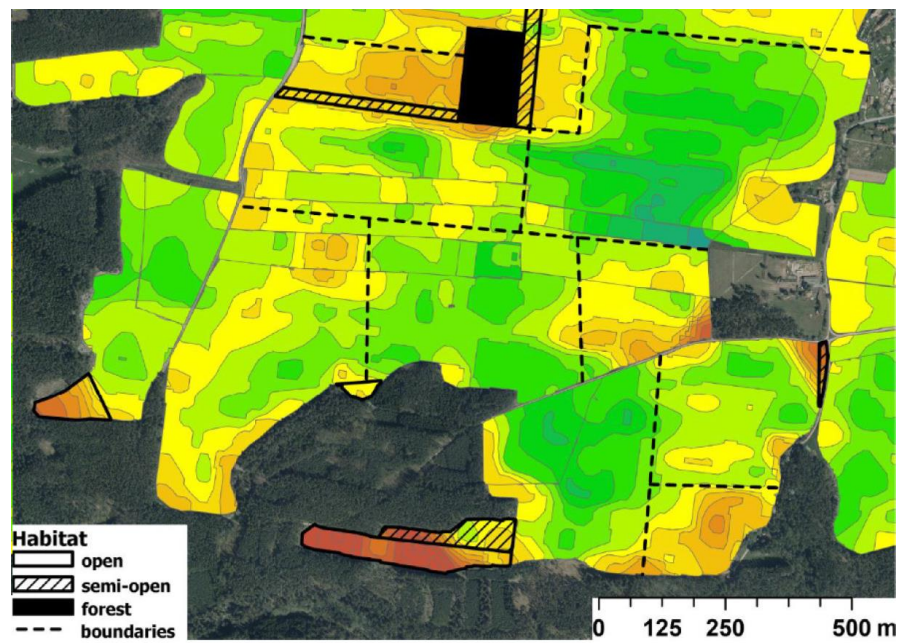 Habitat
open
semi-open
forest
boundaries
0 125 250 500 m